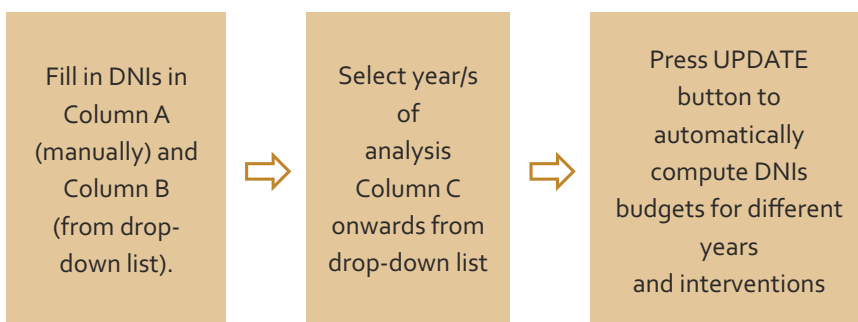 Fill in DNIs in
Column A
(manually) and
Column B
(from drop-
down list).
Select year/s
of
analysis
Column C
onwards from
drop-down list
Press UPDATE
button to
automatically
compute DNIs
budgets for different
years
and interventions